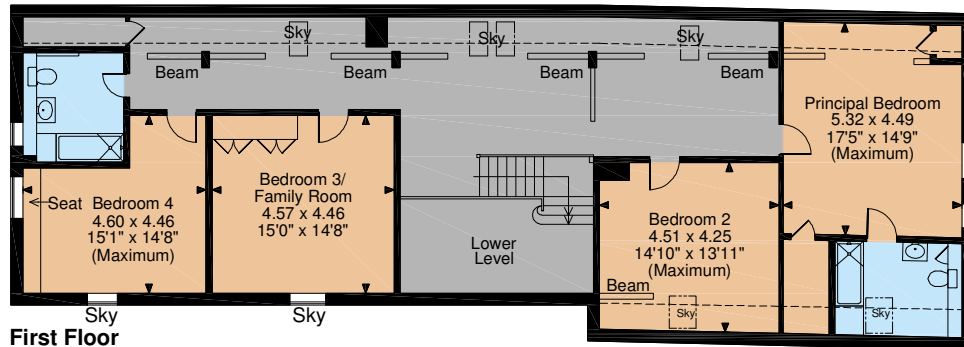 Sky
Sky
Sky
Beam
Beam
Beam
Beam
Principal Bedroom
5.32 x 4.49
17'5" x 14'9"
(Maximum)
Seat
Bedroom 4
4.60 x 4.46
15'1" x 14'8"
(Maximum)
Bedroom 3/
Family Room
4.57 x 4.46
15'0" x 14'8"
Lower
Level
Bedroom 2
4.51 x 4.25
14'10" x 13'11"
(Maximum)
Beam
Sky
Sky
Sky
Sky
First Floor